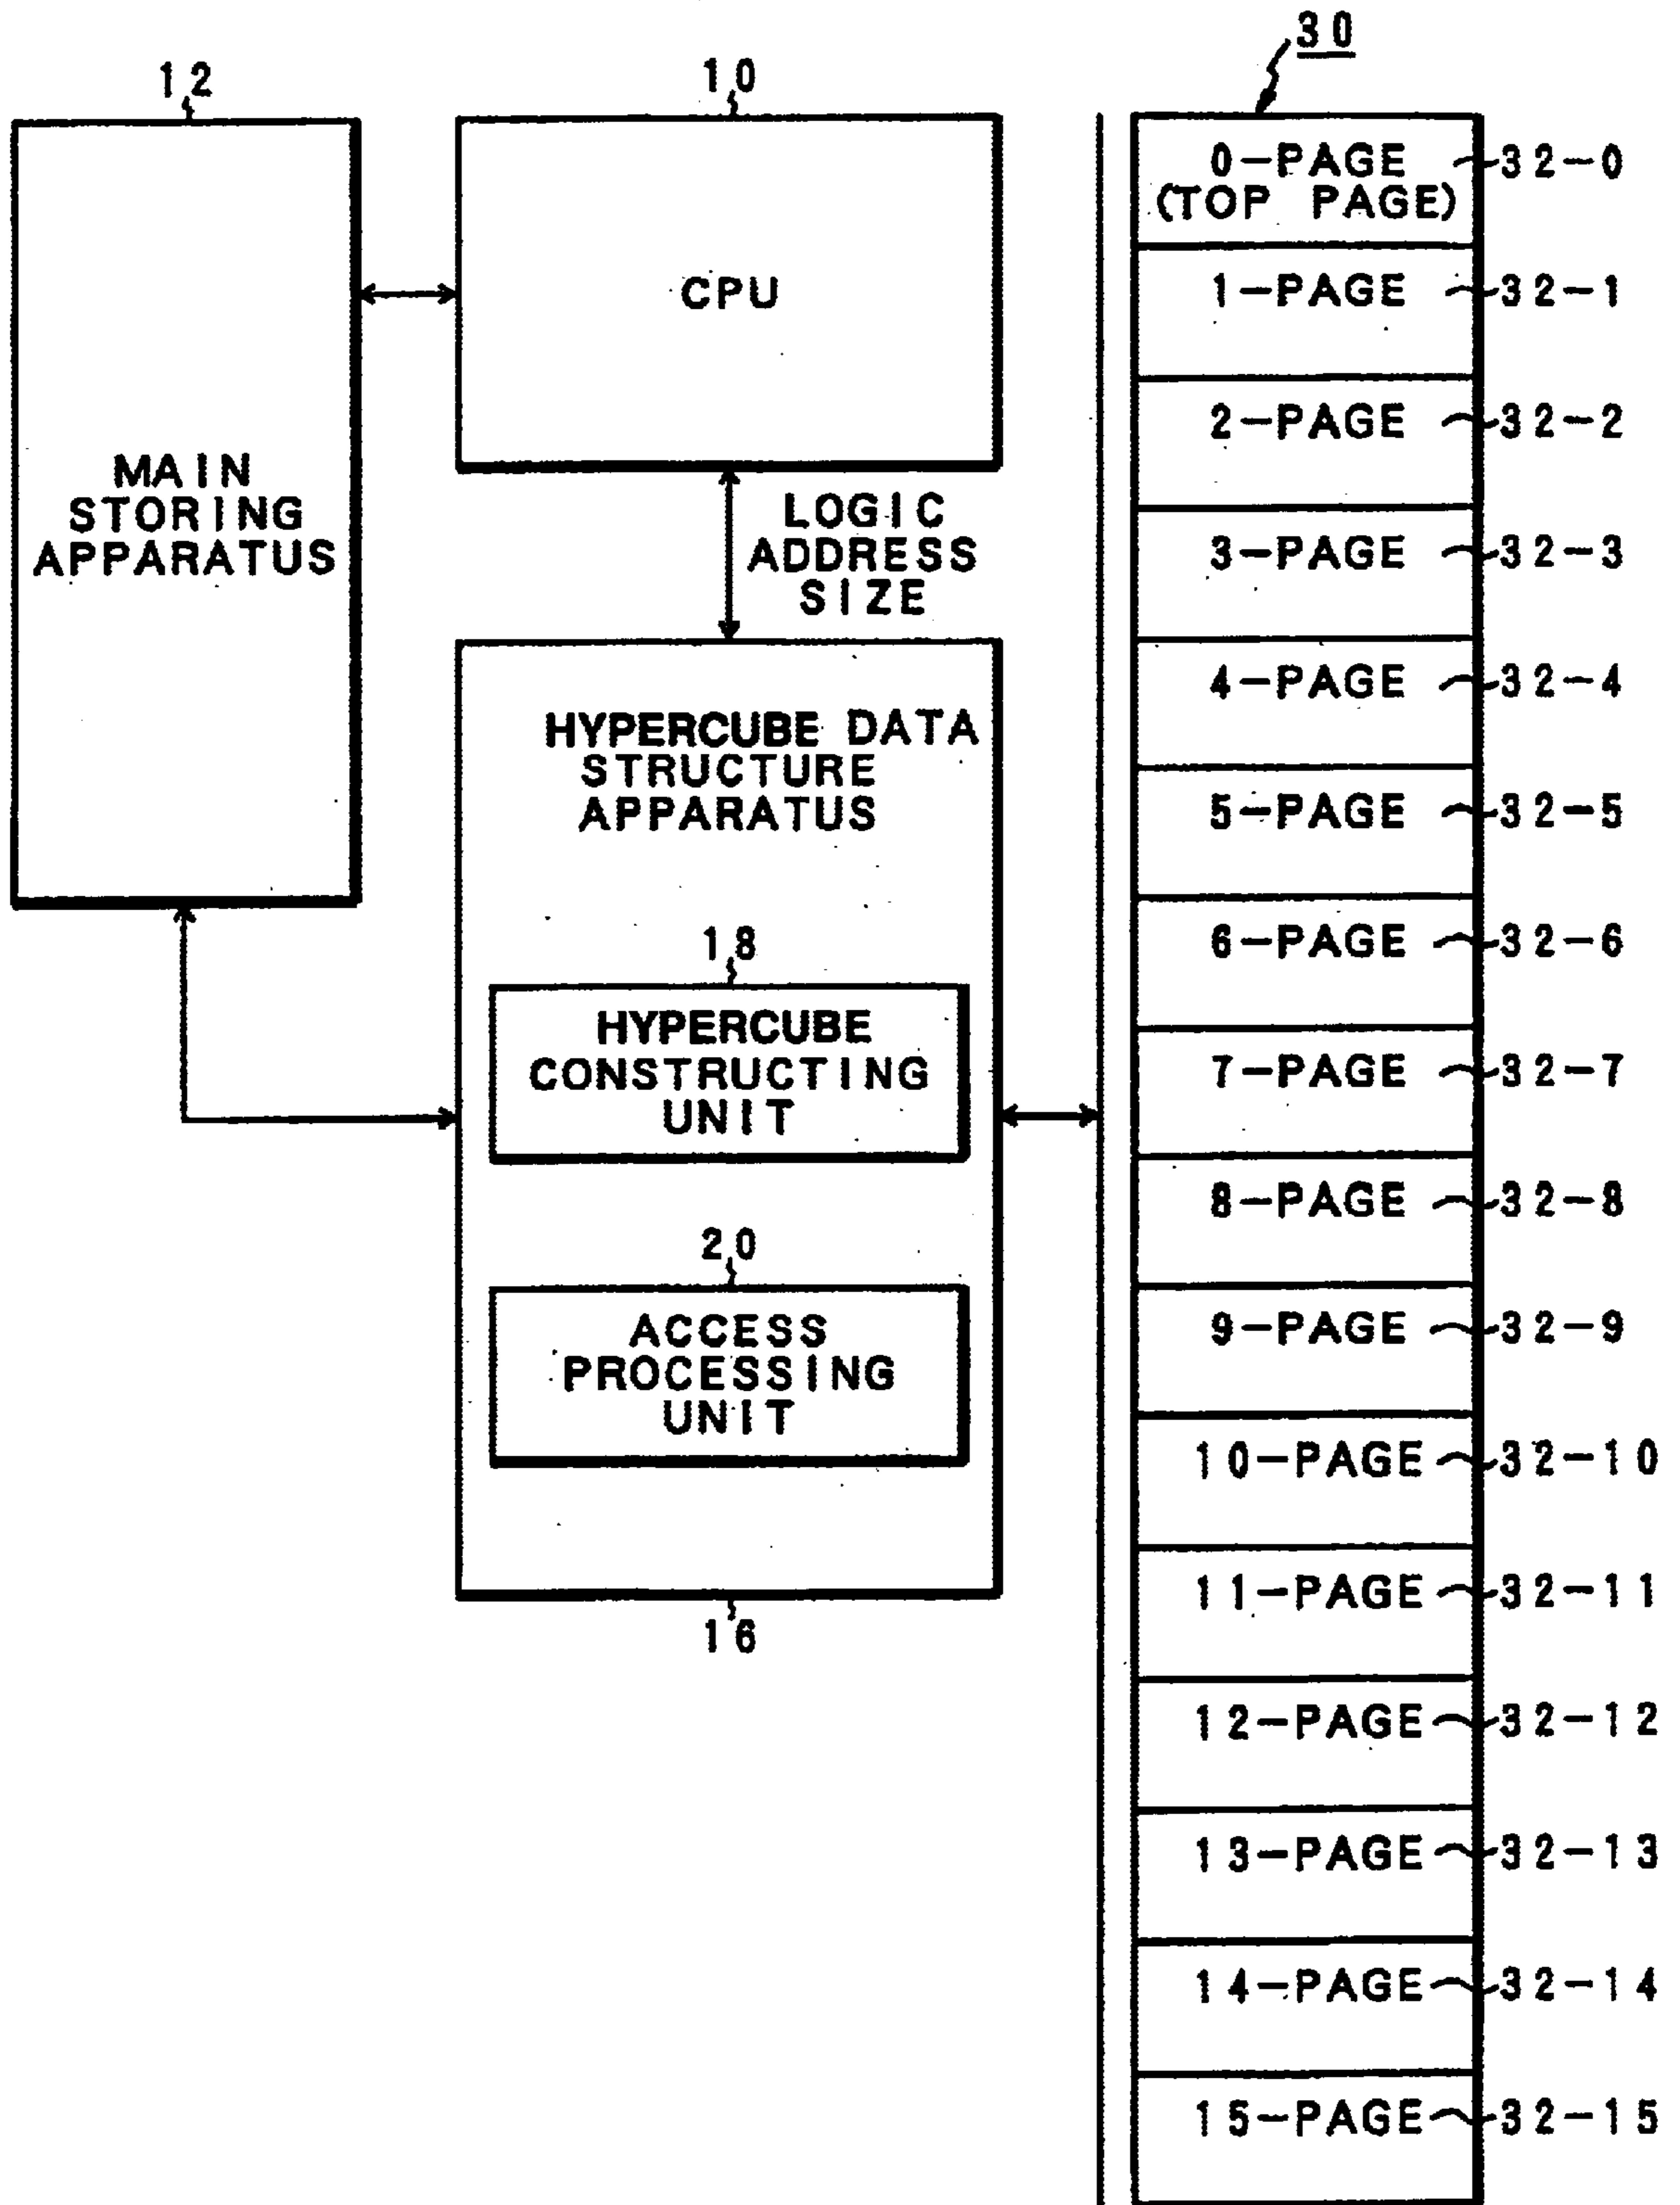 30
12
10
0-PAGE 32-0
(TOP PAGE)
1-PAGE 32-1
CPU
2-PAGE 32-2
MAIN
STORING
APPARATUS
LOGIC
ADDRESS
SIZE
3-PAGE 32-3
4-PAGE 32-4
HYPERCUBE DATA
STRUCTURE
APPARATUS
5-PAGE 32-5
6-PAGE 32-6
18
HYPERCUBE
CONSTRUCTING
UNIT
7-PAGE 32-7
8-PAGE 32-8
20
ACCESS
PROCESSING
UNIT
9-PAGE 32-9
10-PAGE 32-10
11-PAGE 32-11
16
12-PAGE 32-12
13-PAGE 32-13
14-PAGE 32-14
15-PAGE 32-15